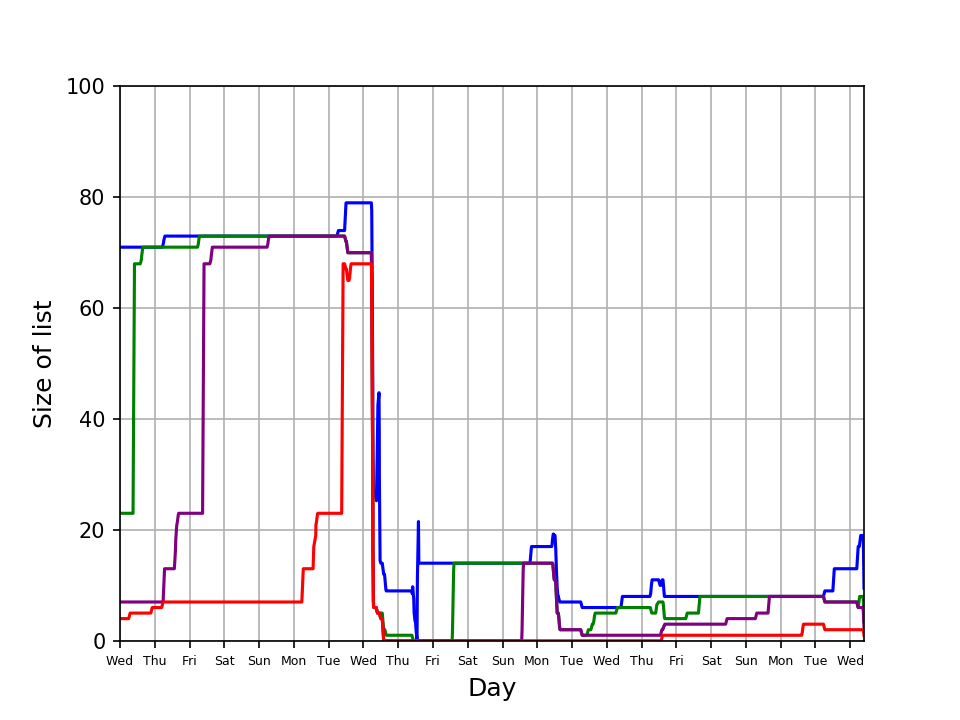 100
80
60
40
20
0
Size of list
Wed Thu Fri Sat Sun Mon Tue Wed Thu Fri Sat Sun Mon Tue Wed Thu Fri Sat Sun Mon Tue Wed
Day